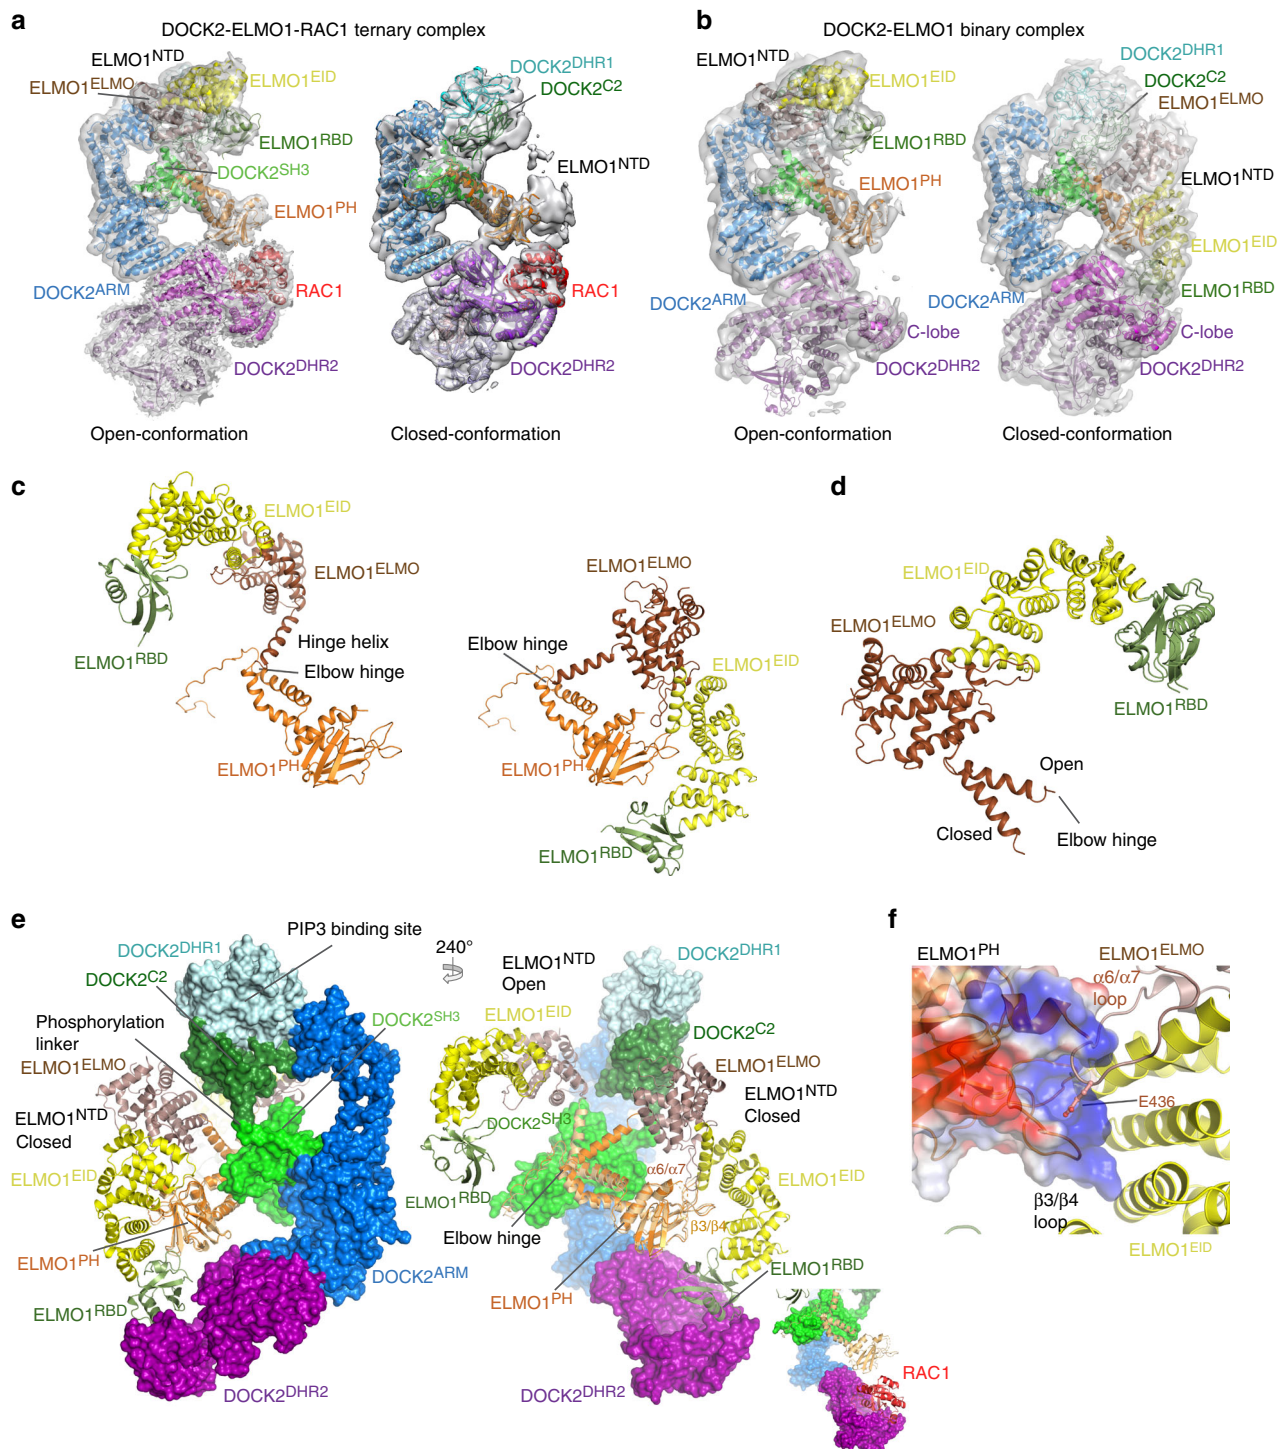 a
DOCK2-ELMO1-RAC1 ternary complex
ELMO1NTD
ELMO1ELMO
ELMO1EID
ELMO1RBD
DOCK2SH3
ELMO1PH
DOCK2ARM
RAC1
DOCK2DHR2
Open-conformation
DOCK2DHR1
DOCK2C2
ELMO1NTD
RAC1
DOCK2DHR2
Closed-conformation
b
DOCK2-ELMO1 binary complex
ELMO1NTD
ELMO1EID
ELMO1RBD
ELMO1PH
DOCK2ARM
C-lobe
DOCK2DHR2
Open-conformation
DOCK2DHR1
DOCK2C2
ELMO1ELMO
ELMO1NTD
ELMO1EID
DOCK2ARM
ELMO1RBD
C-lobe
DOCK2DHR2
Closed-conformation
c
ELMO1EID
ELMO1ELMO
ELMO1RBD
Hinge helix
Elbow hinge
ELMO1PH
ELMO1ELMO
Elbow hinge
ELMO1EID
ELMO1PH
ELMO1RBD
d
ELMO1EID
ELMO1ELMO
ELMO1RBD
Open
Closed
Elbow hinge
e
PIP3 binding site
DOCK2DHR1
DOCK2C2
Phosphorylation
linker
DOCK2SH3
ELMO1ELMO
ELMO1NTD
Closed
ELMO1EID
ELMO1PH
ELMO1RBD
DOCK2ARM
DOCK2DHR2
240°
ELMO1NTD
Open
DOCK2DHR1
ELMO1EID
DOCK2C2
ELMO1ELMO
ELMO1NTD
Closed
DOCK2SH3
α6/α7
ELMO1EID
ELMO1RBD
β3/β4
Elbow hinge
ELMO1RBD
ELMO1PH
DOCK2DHR2
RAC1
f
ELMO1PH
ELMO1ELMO
α6/α7
loop
E436
β3/β4
loop
ELMO1EID